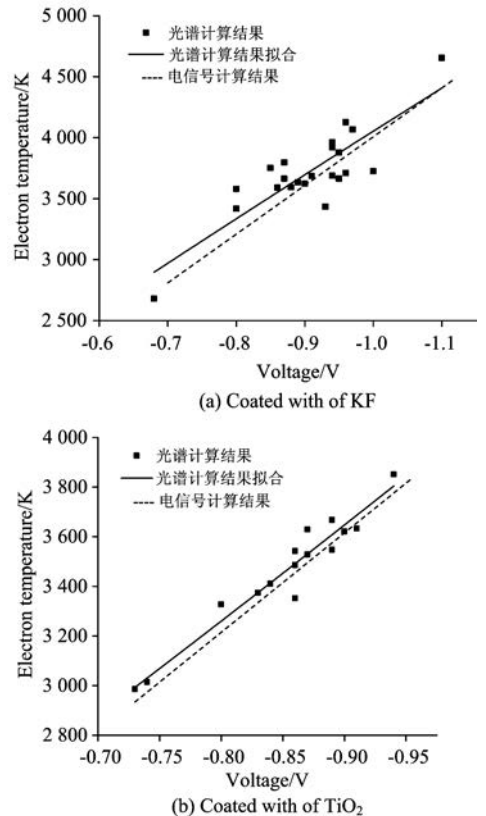 5 000
4 500
4 000
3 500
3 000
2 500
Electron temperature/K
光谱计算结果
光谱计算结果拟合
电信号计算结果
-0.6 -0.7 -0.8 -0.9 -1.0 -1.1
Voltage/V
(a) Coated with of KF
4 000
3 800
3 600
3 400
3 200
3 000
2 800
Electron temperature/K
光谱计算结果
光谱计算结果拟合
电信号计算结果
-0.70 -0.75 -0.80 -0.85 -0.90 -0.95
Voltage/V
(b) Coated with of TiO₂